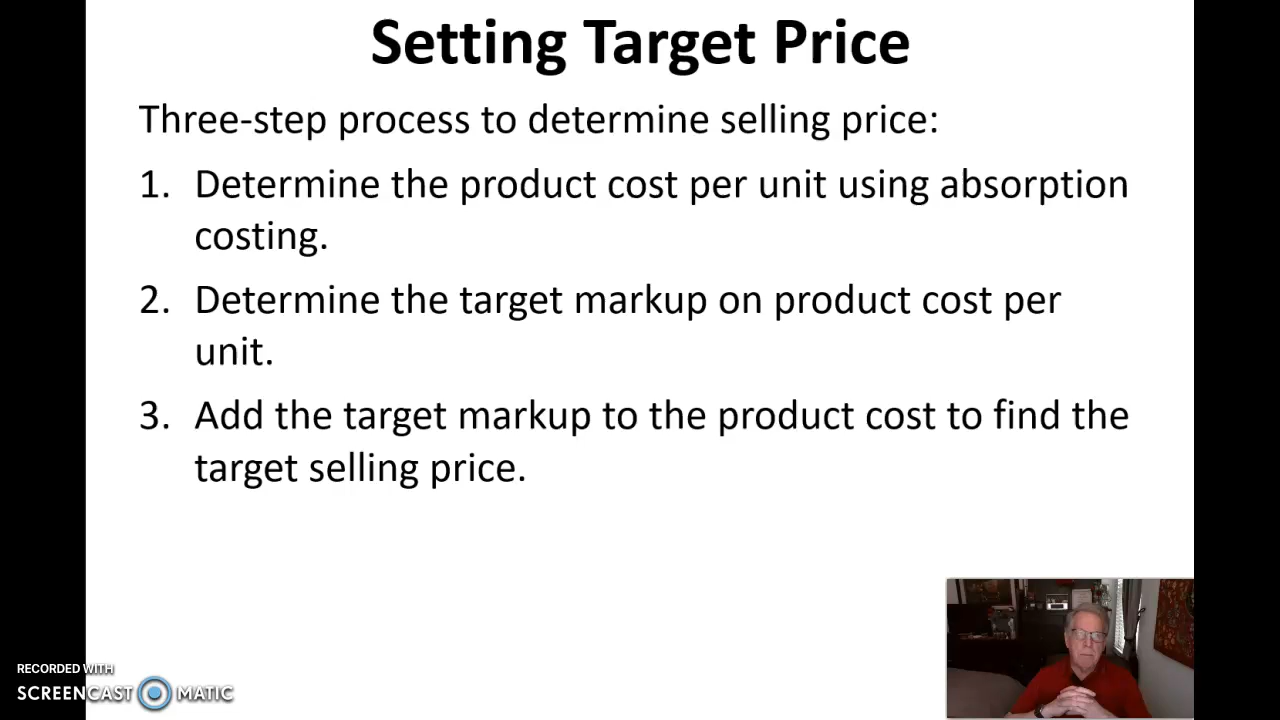 Setting Target Price
Three-step process to determine selling price:
1. Determine the product cost per unit using absorption
costing.
2. Determine the target markup on product cost per
unit.
3. Add the target markup to the product cost to find the
target selling price.
RECORDED WITH
SCREENCAST MATIC